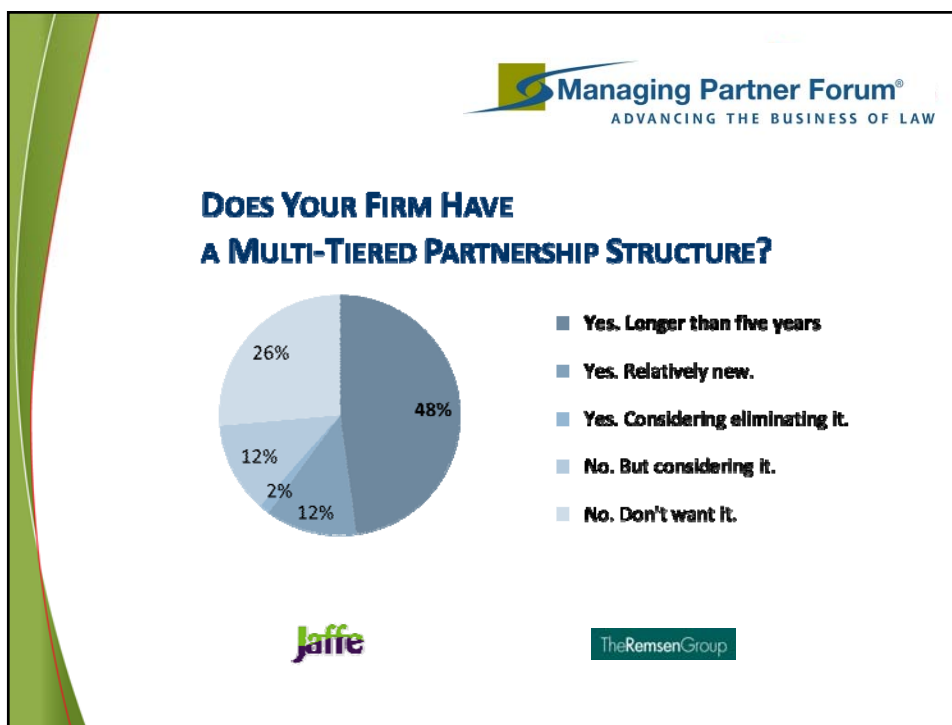 Managing Partner Forum®
ADVANCING THE BUSINESS OF LAW
DOES YOUR FIRM HAVE
A MULTI-TIERED PARTNERSHIP STRUCTURE?
26%
48%
12%
2%
12%
Yes. Longer than five years
Yes. Relatively new.
Yes. Considering eliminating it.
No. But considering it.
No. Don't want it.
Jaffe
TheRemsenGroup